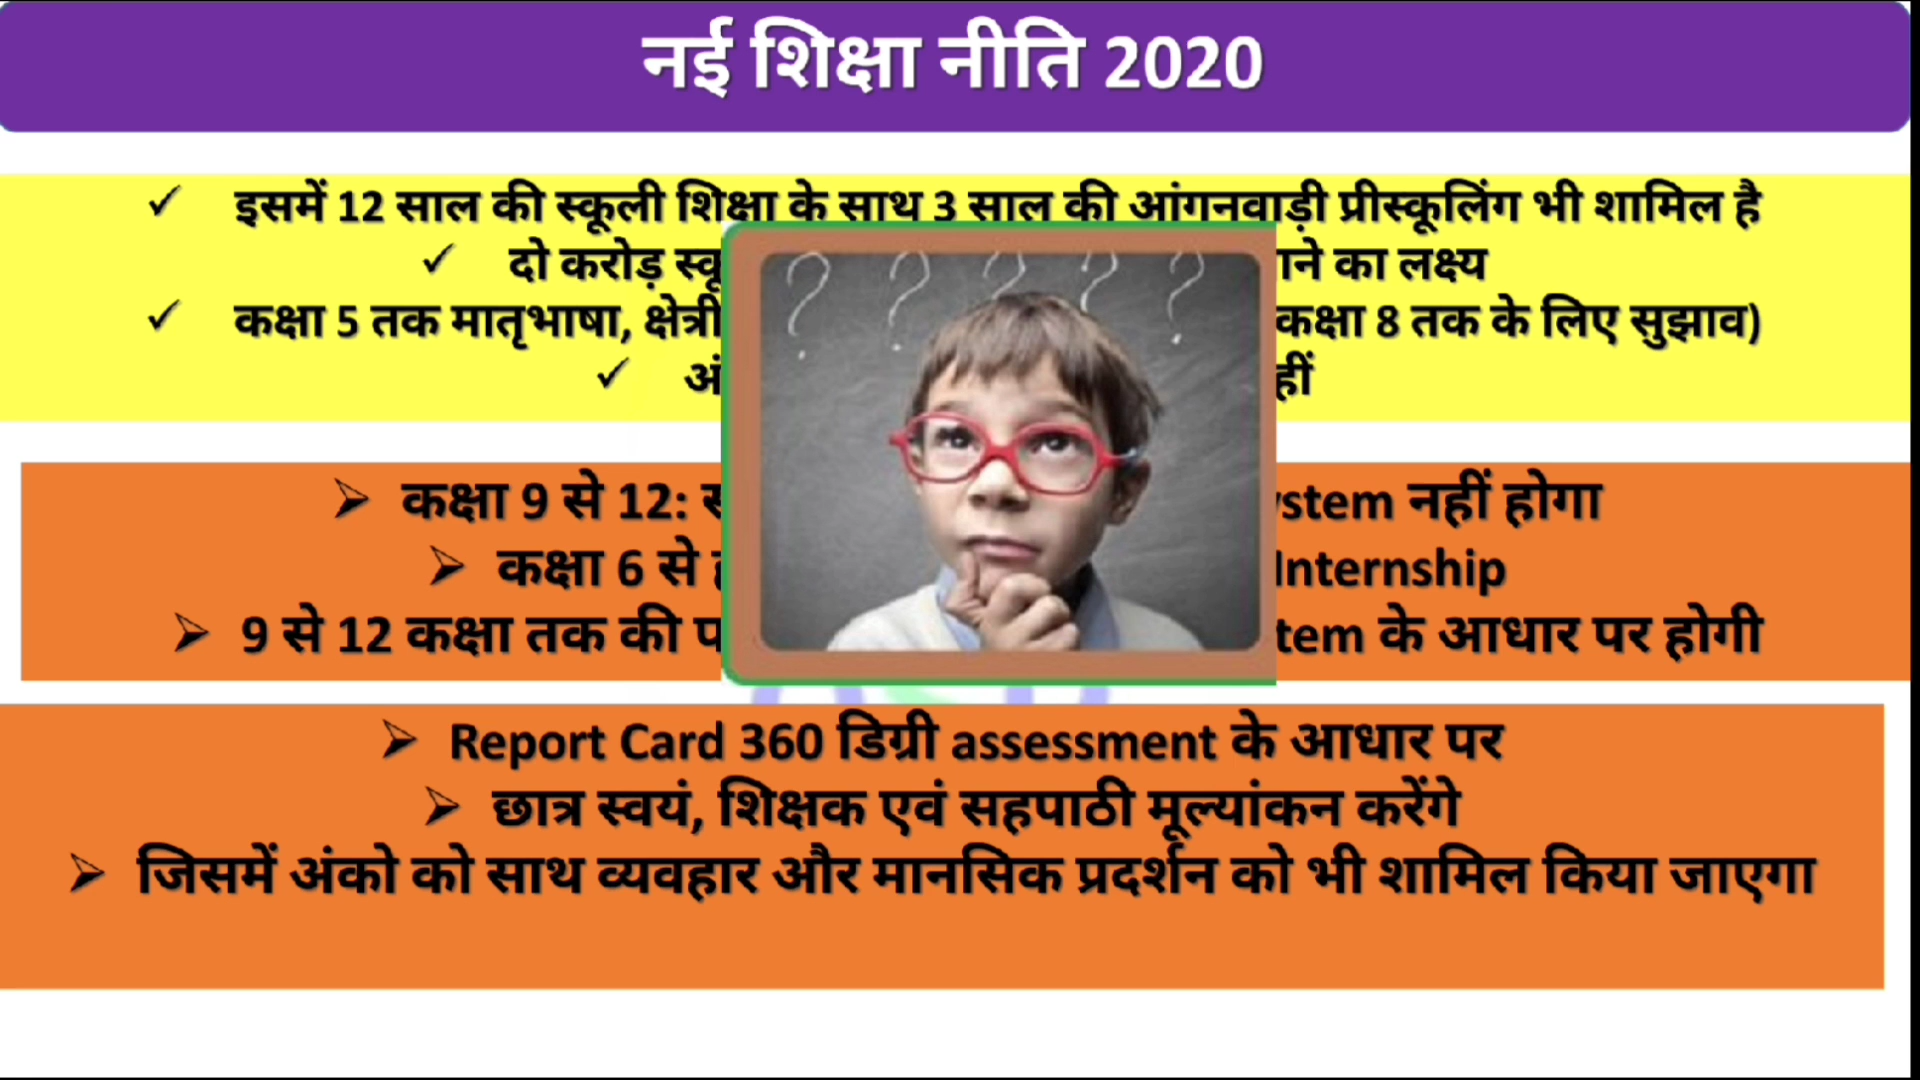 नई शिक्षा नीति 2020
इसमें 12 साल की स्कूली शिक्षा के साथ 3 साल की आंगनवाड़ी प्रीस्कूलिंग भी शामिल है
दो करोड़ का लक्ष्य
कक्षा 5 तक मातृभाषा, कक्षा 8 तक के लिए सुझाव)
कक्षा 9 से 12: नहीं होगा
कक्षा 6 से Internship
9 से 12 कक्षा तक की के आधार पर होगी
Report Card 360 डिग्री assessment के आधार पर
छात्र स्वयं, शिक्षक एवं सहपाठी मूल्यांकन करेंगे
जिसमें अंको को साथ व्यवहार और मानसिक प्रदर्शन को भी शामिल किया जाएगा